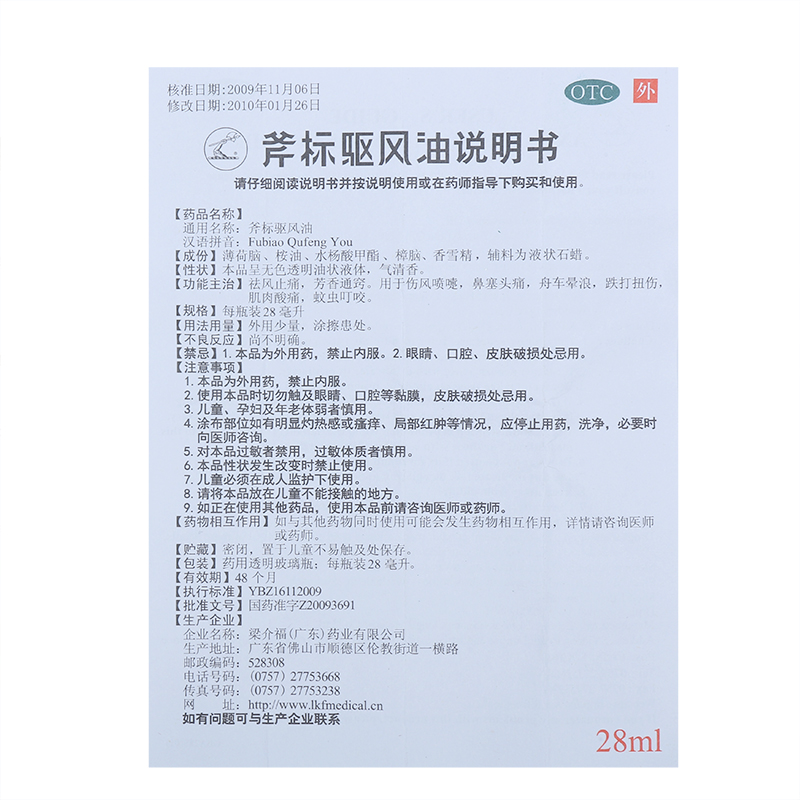 核准日期:2009年11月06日
修改日期:2010年01月26日
OTC 外
斧标驱风油说明书
请仔细阅读说明书并按说明使用或在药师指导下购买和使用。
【药品名称】
通用名称：斧标驱风油
汉语拼音：Fubiao Qufeng You
【成份】薄荷脑、桉油、水杨酸甲酯、樟脑、香雪精，辅料为液状石蜡。
【性状】本品呈无色透明油状液体，气清香。
【功能主治】祛风止痛，芳香通窍。用于伤风喷嚏，鼻塞头痛，舟车晕浪，跌打扭伤，
肌肉酸痛，蚊虫叮咬。
【规格】每瓶装28毫升
【用法用量】外用少量，涂擦患处。
【不良反应】尚不明确。
【禁忌】1.本品为外用药，禁止内服。2.眼睛、口腔、皮肤破损处忌用。
【注意事项】
1.本品为外用药，禁止内服。
2.使用本品时切勿触及眼睛、口腔等黏膜，皮肤破损处忌用。
3.儿童、孕妇及年老体弱者慎用。
4.涂布部位如有明显灼热感或瘙痒、局部红肿等情况，应停止用药，洗净，必要时
向医师咨询。
5.对本品过敏者禁用，过敏体质者慎用。
6.本品性状发生改变时禁止使用。
7.儿童必须在成人监护下使用。
8.请将本品放在儿童不能接触的地方。
9.如正在使用其他药品，使用本品前请咨询医师或药师。
【药物相互作用】如与其他药物同时使用可能会发生药物相互作用，详情请咨询医师
或药师。
【贮藏】密闭，置于儿童不易触及处保存。
【包装】药用透明玻璃瓶：每瓶装28毫升。
【有效期】48个月
【执行标准】YBZ16112009
【批准文号】国药准字Z20093691
【生产企业】
企业名称：梁介福(广东)药业有限公司
生产地址：广东省佛山市顺德区伦教街道一横路
邮政编码：528308
电话号码：(0757) 27753668
传真号码：(0757) 27753238
网 址：http://www.lkfmedical.cn
如有问题可与生产企业联系
28ml